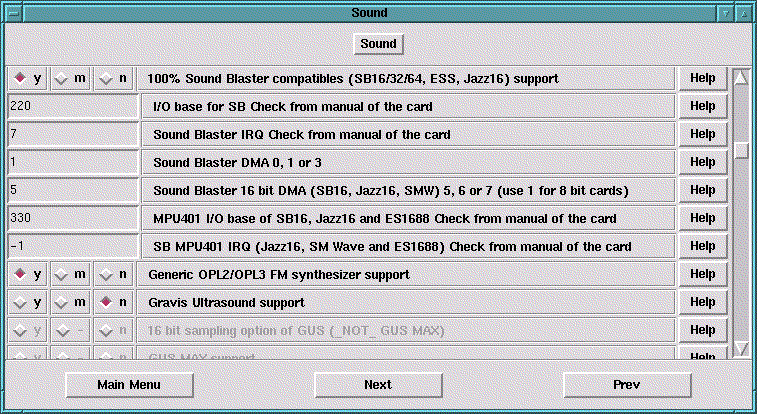 Sound
Sound
y m n 100% Sound Blaster compatibles (SB16/32/64, ESS, Jazz16) support Help
220 I/O base for SB Check from manual of the card Help
7 Sound Blaster IRQ Check from manual of the card Help
1 Sound Blaster DMA 0, 1 or 3 Help
5 Sound Blaster 16 bit DMA (SB16, Jazz16, SMW) 5, 6 or 7 (use 1 for 8 bit cards) Help
330 MPU401 I/O base of SB16, Jazz16 and ES1688 Check from manual of the card Help
-1 SB MPU401 IRQ (Jazz16, SM Wave and ES1688) Check from manual of the card Help
y m n Generic OPL2/OPL3 FM synthesizer support Help
y m n Gravis Ultrasound support Help
y - n 16 bit sampling option of GUS (_NOT_ GUS MAX) Help
y - n GUS MAX support Help
Main Menu Next Prev